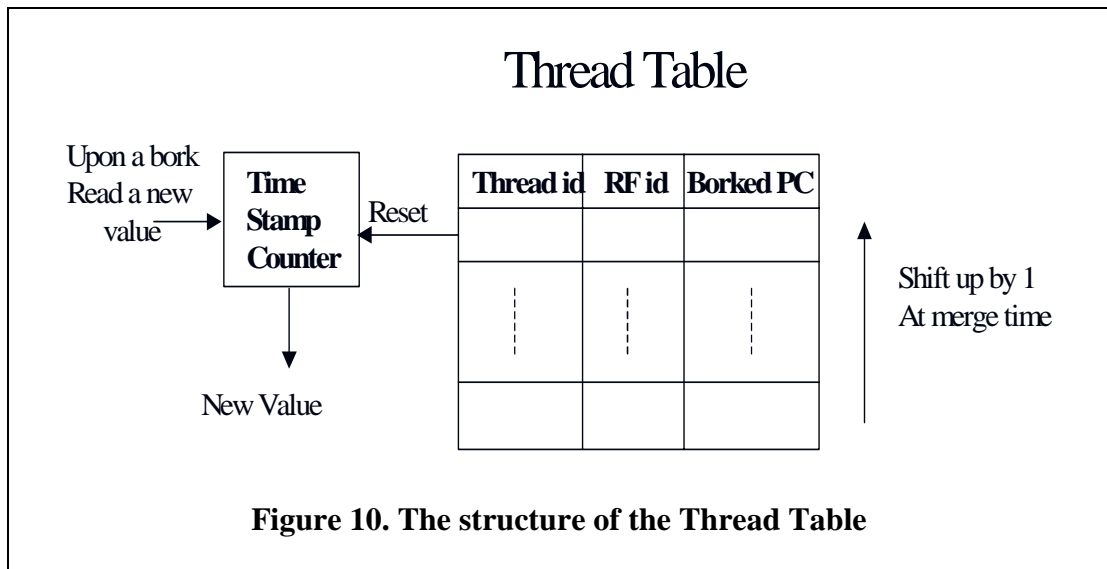 Thread Table
Upon a bork
Read a new
value
Time
Stamp
Counter
Reset
New Value
Thread id RF id Borked PC
Shift up by 1
At merge time
Figure 10. The structure of the Thread Table